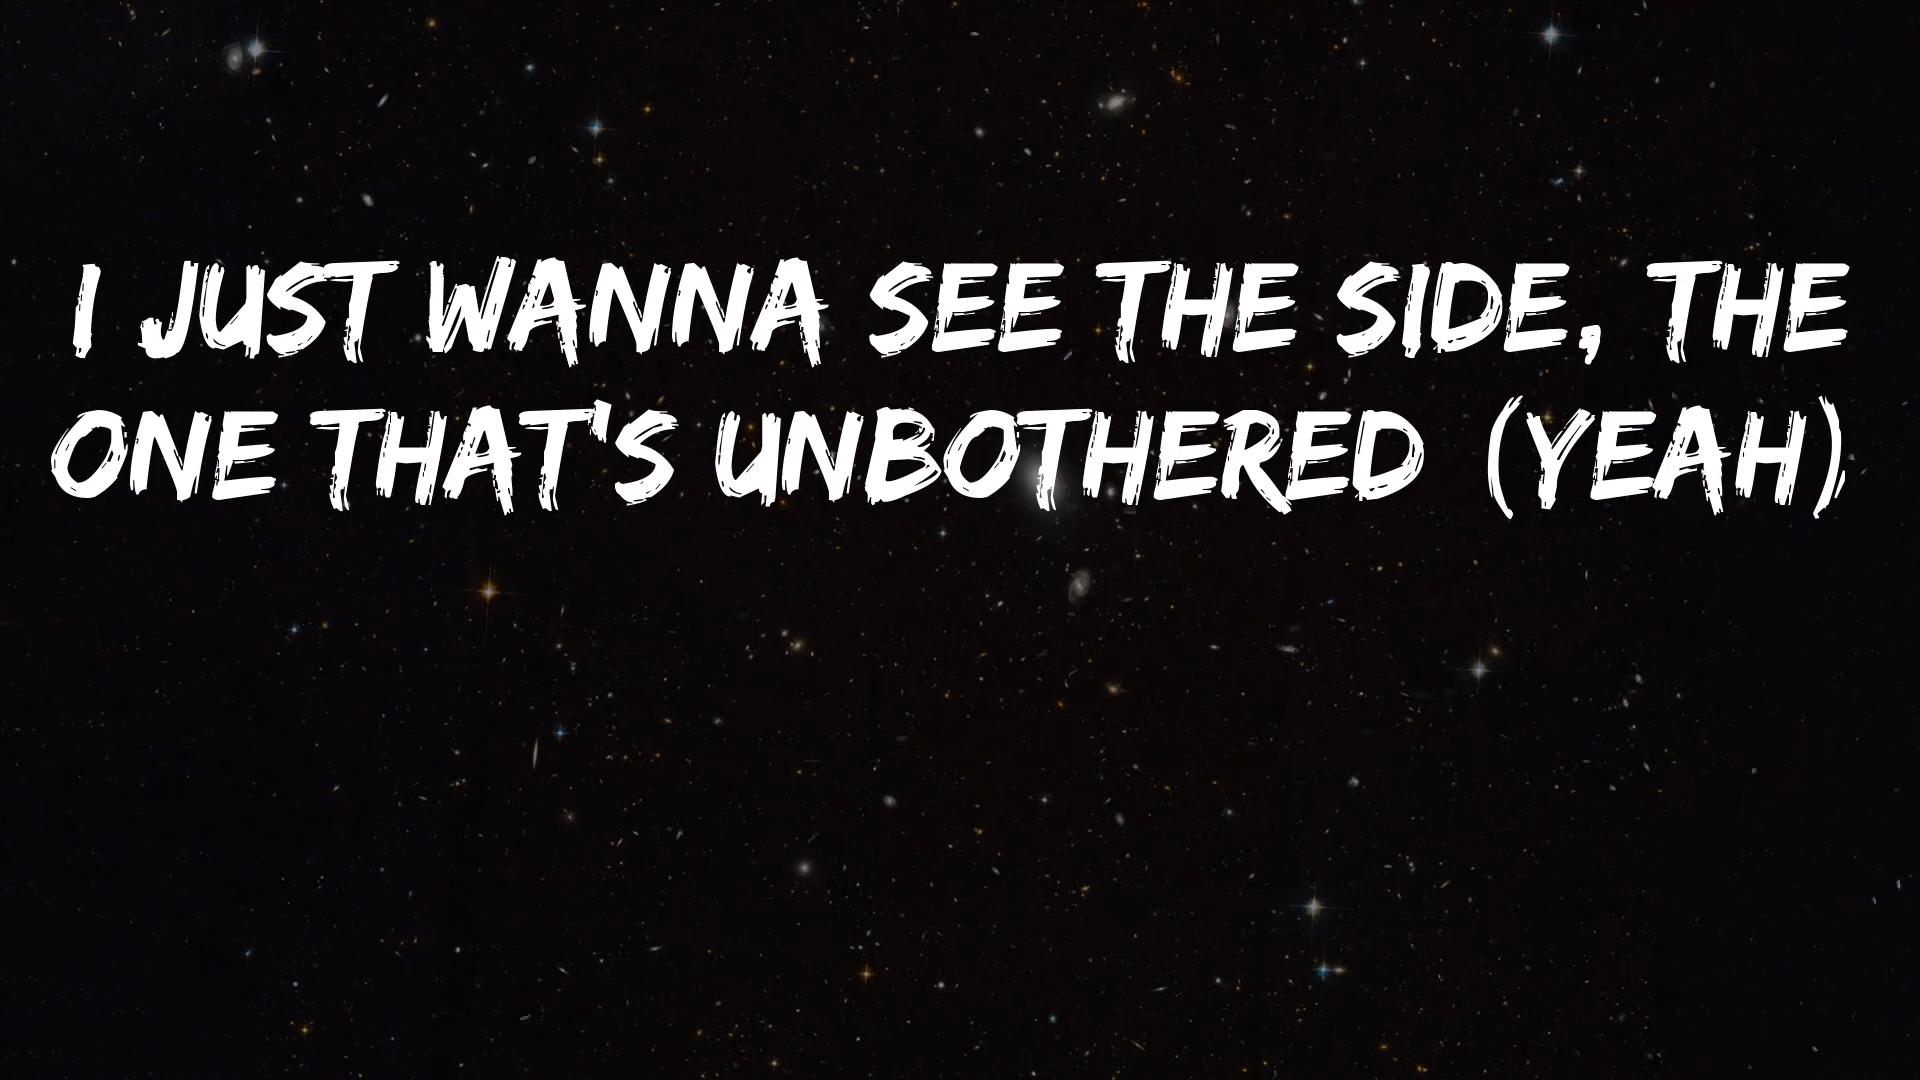 I JUST WANNA SEE THE SIDE, THE
ONE THAT'S UNBOTHERED (YEAH)